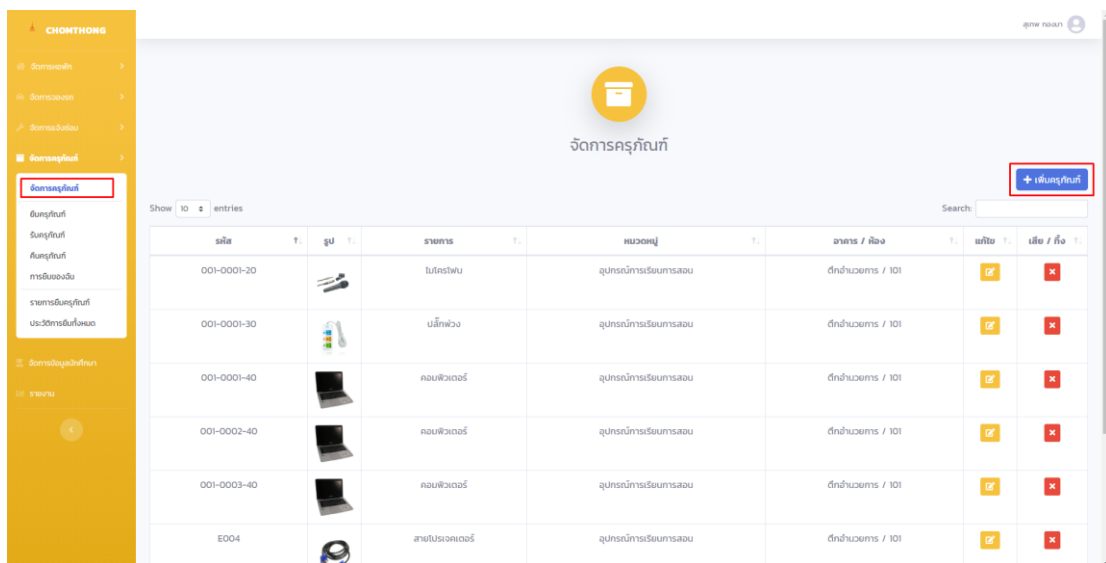 CHOMTHONG
สุเทพ ทองมา
จัดการหอพัก
จัดการจองรถ
จัดการแจ้งซ่อม
จัดการครุภัณฑ์
จัดการครุภัณฑ์
ยืมครุภัณฑ์
รับครุภัณฑ์
คืนครุภัณฑ์
การยืมของฉัน
รายการยืมครุภัณฑ์
ประวัติการยืมทั้งหมด
จัดการข้อมูลนักศึกษา
รายงาน
จัดการครุภัณฑ์
+ เพิ่มครุภัณฑ์
Show 10 entries Search:
รหัส รูป รายการ หมวดหมู่ อาคาร / ห้อง แก้ไข เสีย / ทิ้ง
001-0001-20 ไมโครโฟน อุปกรณ์การเรียนการสอน ตึกอำนวยการ / 101
001-0001-30 ปลั๊กพ่วง อุปกรณ์การเรียนการสอน ตึกอำนวยการ / 101
001-0001-40 คอมพิวเตอร์ อุปกรณ์การเรียนการสอน ตึกอำนวยการ / 101
001-0002-40 คอมพิวเตอร์ อุปกรณ์การเรียนการสอน ตึกอำนวยการ / 101
001-0003-40 คอมพิวเตอร์ อุปกรณ์การเรียนการสอน ตึกอำนวยการ / 101
E004 สายโปรเจคเตอร์ อุปกรณ์การเรียนการสอน ตึกอำนวยการ / 101